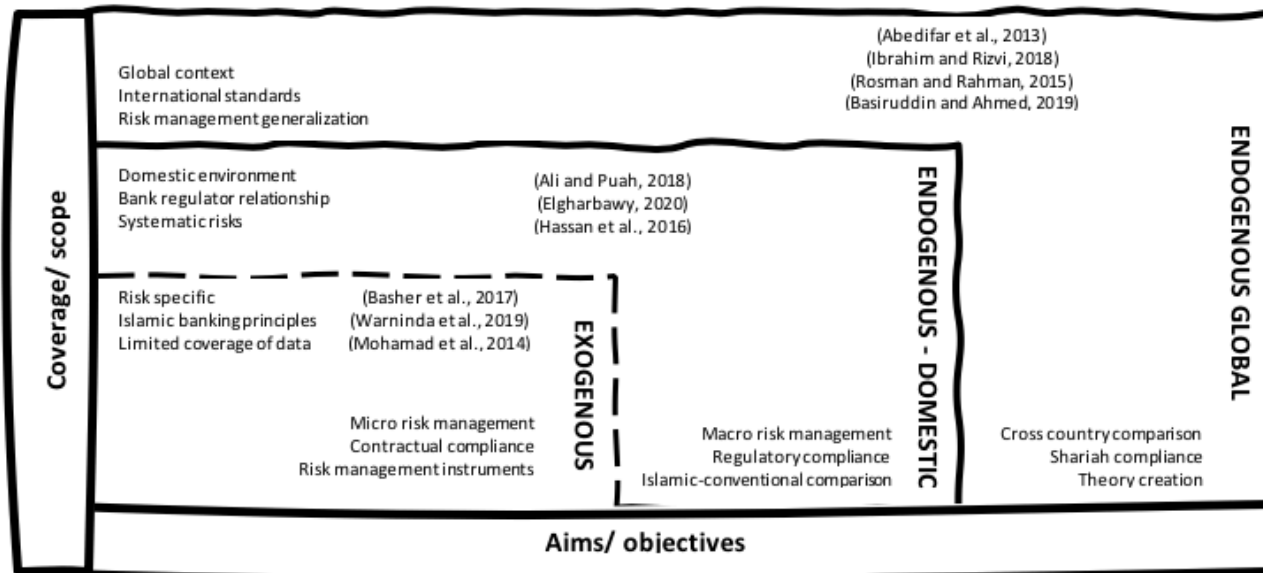 (Abedifar et al., 2013)
(Ibrahim and Rizvi, 2018)
(Rosman and Rahman, 2015)
(Basiruddin and Ahmed, 2019)
Global context
International standards
Risk management generalization
ENDOGENOUS GLOBAL
Domestic environment
Bank regulator relationship
Systematic risks
(Ali and Puah, 2018)
(Elgharbawy, 2020)
(Hassan et al., 2016)
ENDOGENOUS - DOMESTIC
Coverage/ scope
Risk specific
Islamic banking principles
Limited coverage of data
(Basher et al., 2017)
(Warninda et al., 2019)
(Mohamad et al., 2014)
EXOGENOUS
Micro risk management
Contractual compliance
Risk management instruments
Macro risk management
Regulatory compliance
Islamic-conventional comparison
Cross country comparison
Shariah compliance
Theory creation
Aims/ objectives